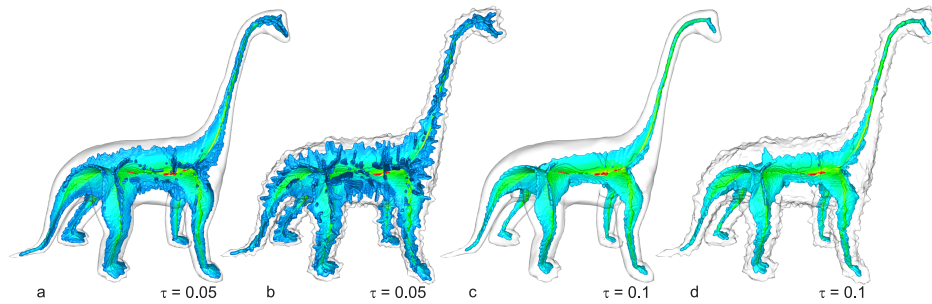 a τ = 0.05 b τ = 0.05 c τ = 0.1 d τ = 0.1